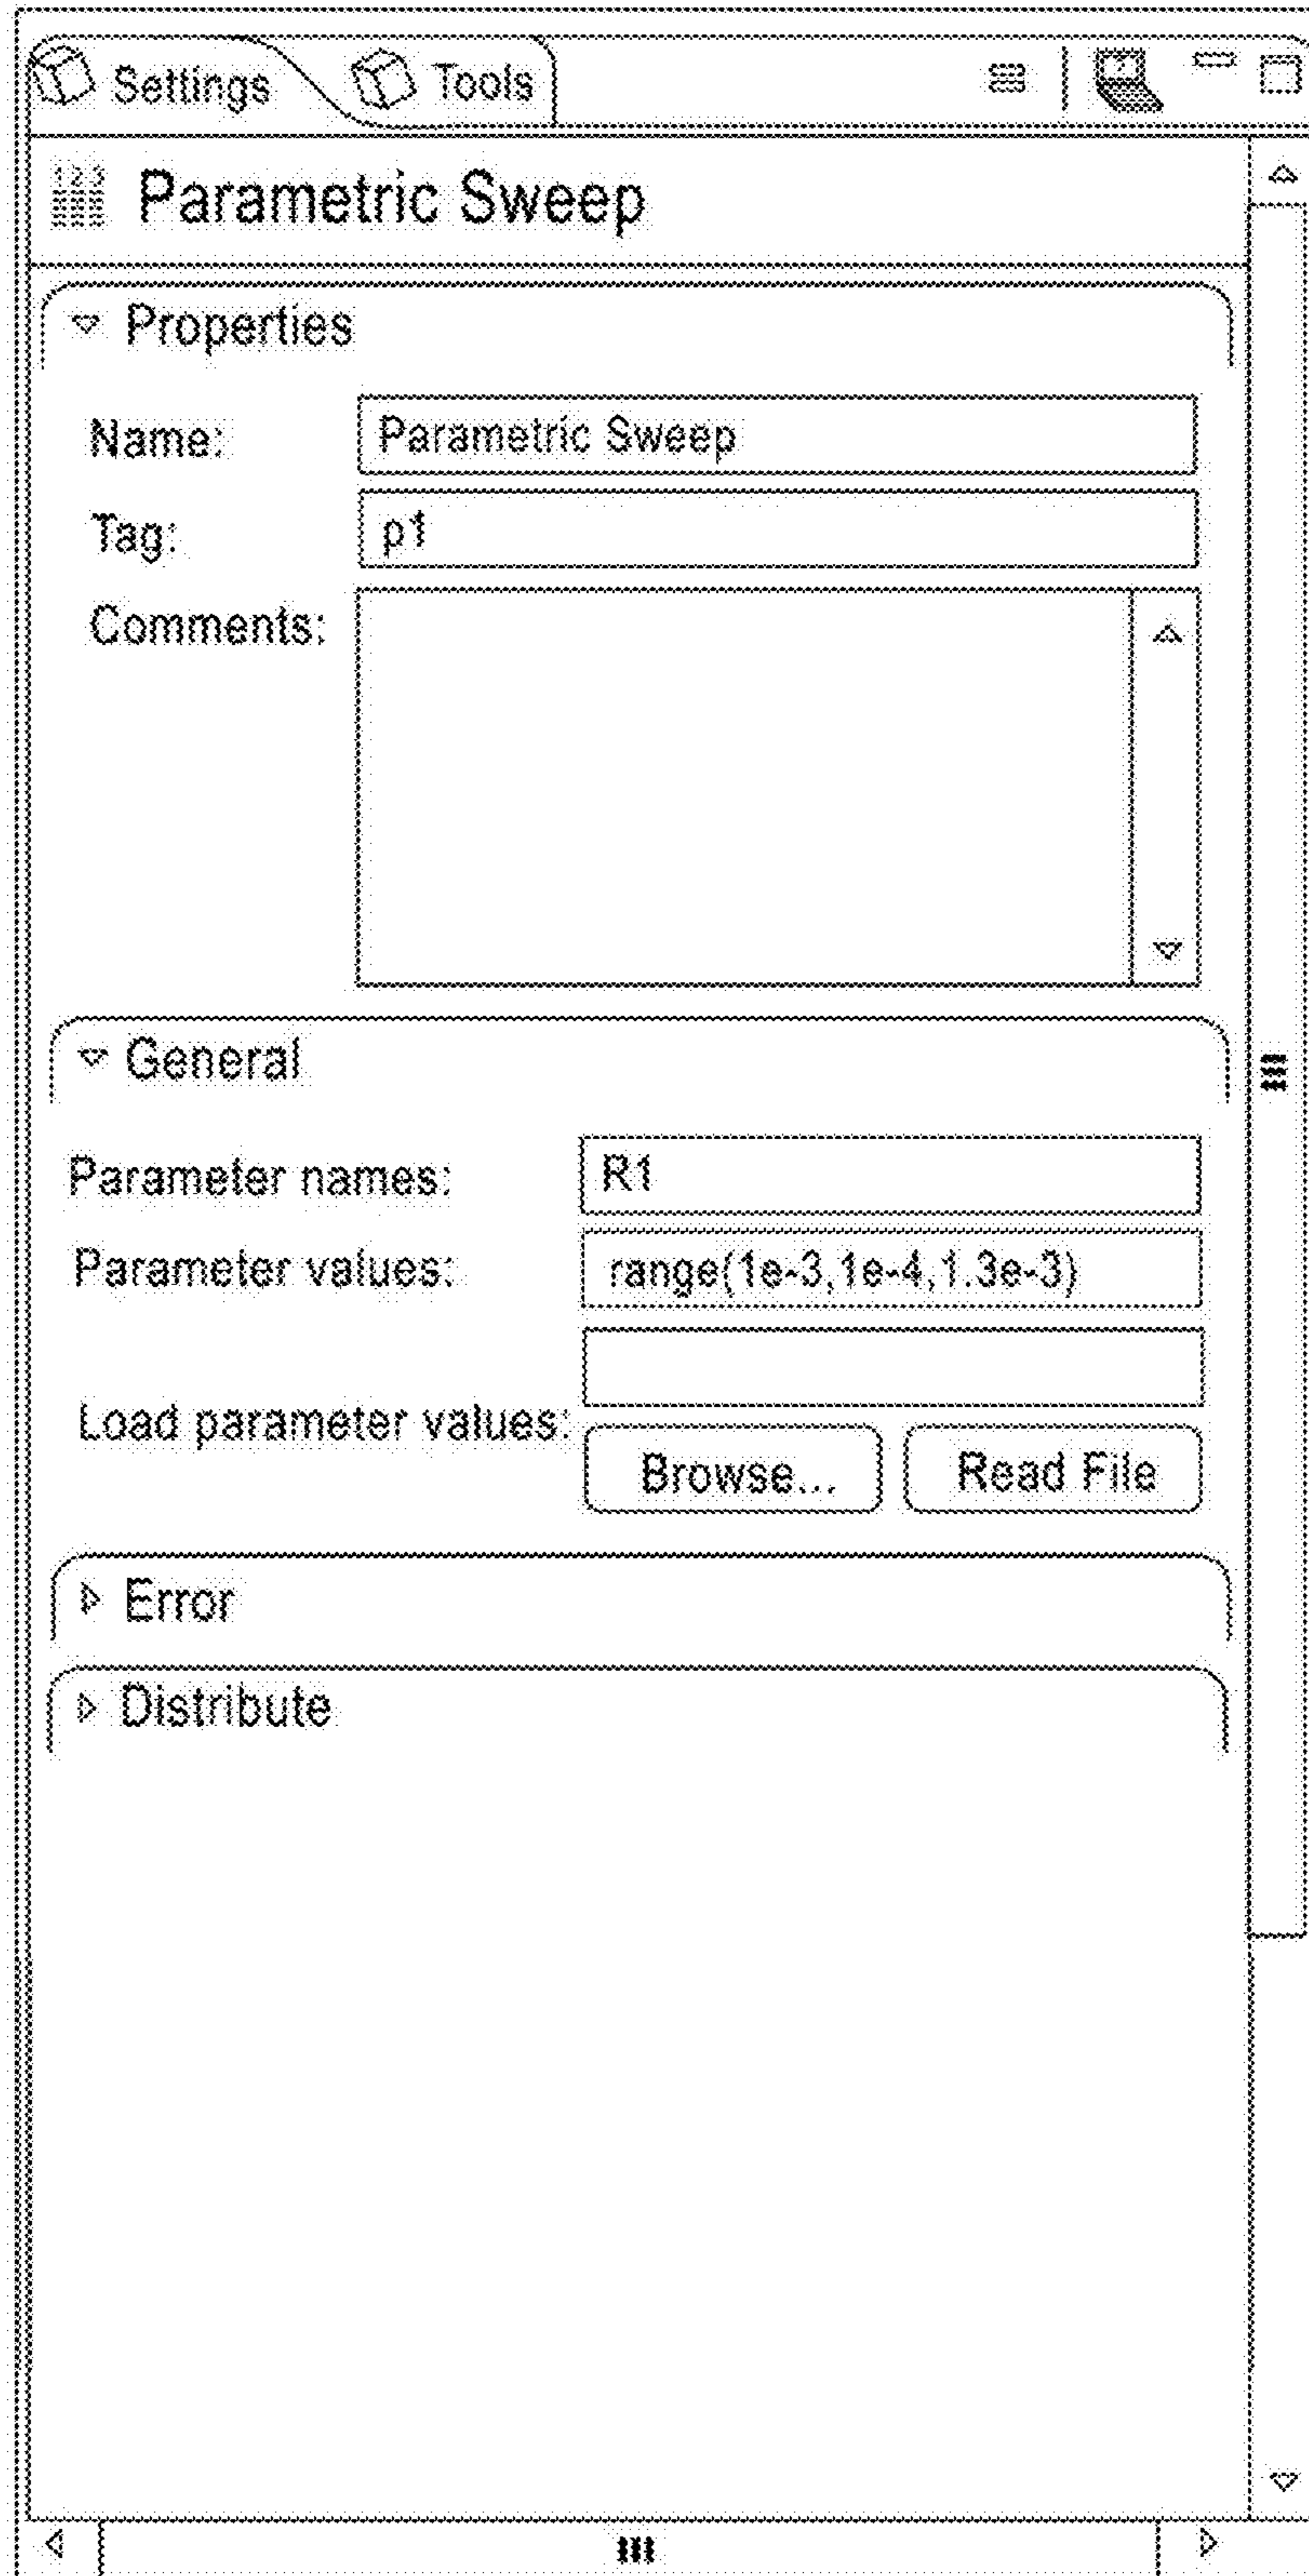 Settings Tools
123
Parametric Sweep
Properties
Name: Parametric Sweep
Tag: p1
Comments:
General
Parameter names: R1
Parameter values: range(1e-3,1e-4,1.3e-3)
Load parameter values:
Browse... Read File
Error
Distribute